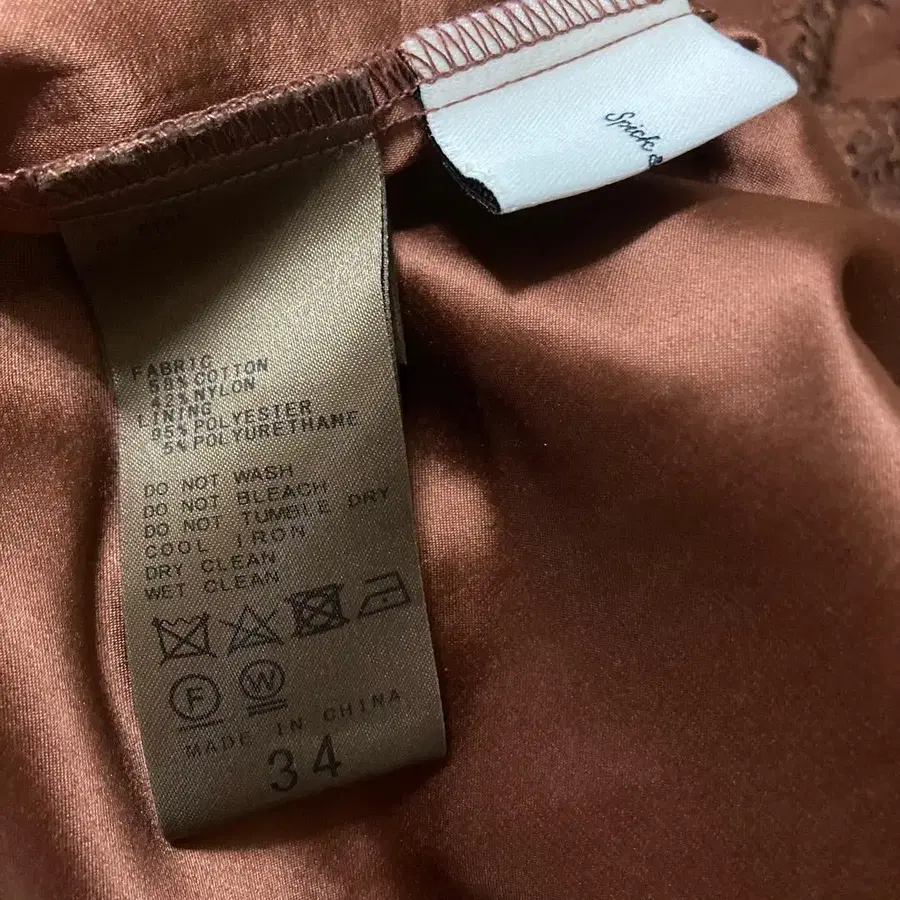 Spick &
FABRIC
58% COTTON
42% NYLON
LINING
95% POLYESTER
5% POLYURETHANE
DO NOT WASH
DO NOT BLEACH
DO NOT TUMBLE DRY
COOL IRON
DRY CLEAN
WET CLEAN
F W
MADE IN CHINA
34